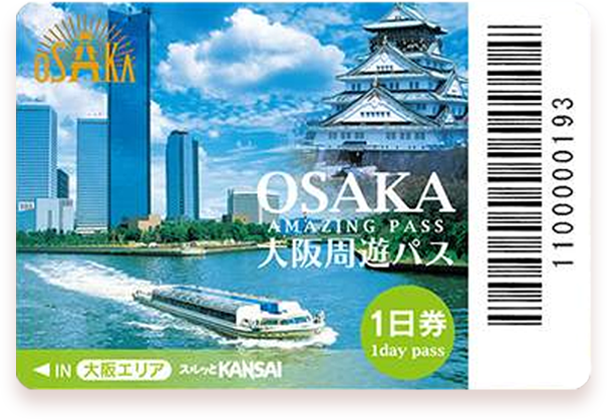 OSAKA
OSAKA
AMAZING PASS
大阪周遊パス
1日券
1day pass
◀ IN 大阪エリア スルッとKANSAI
1100000193